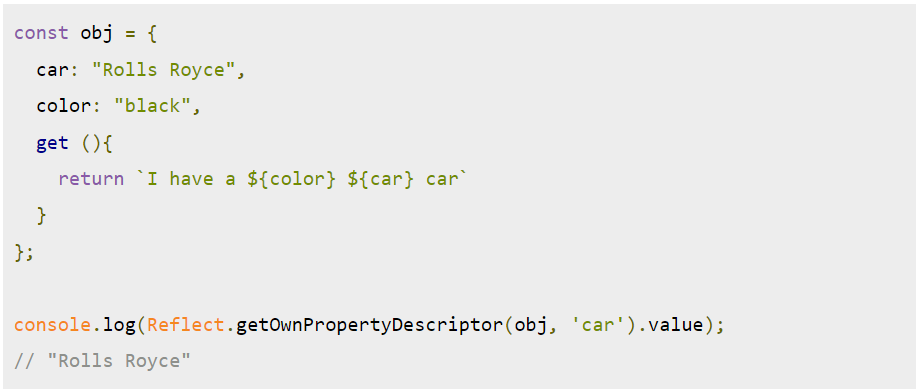 const obj = {
  car: "Rolls Royce",
  color: "black",
  get (){
    return `I have a ${color} ${car} car`
  }
};

console.log(Reflect.getOwnPropertyDescriptor(obj, 'car').value);
// "Rolls Royce"